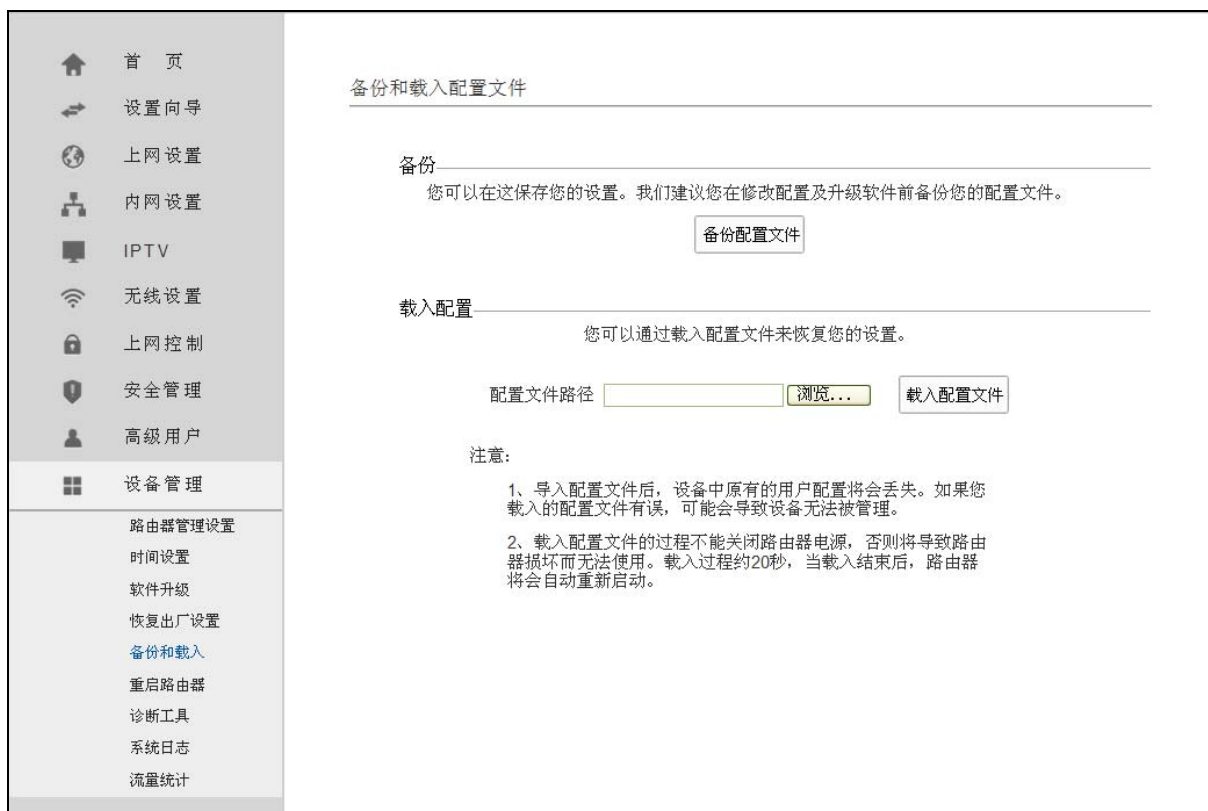 首 页
设置向导
上网设置
内网设置
IPTV
无线设置
上网控制
安全管理
高级用户
设备管理
路由器管理设置
时间设置
软件升级
恢复出厂设置
备份和载入
重启路由器
诊断工具
系统日志
流量统计
备份和载入配置文件
备份
您可以在这保存您的设置。我们建议您在修改配置及升级软件前备份您的配置文件。
备份配置文件
载入配置
您可以通过载入配置文件来恢复您的设置。
配置文件路径 浏览... 载入配置文件
注意：
1、导入配置文件后，设备中原有的用户配置将会丢失。如果您
载入的配置文件有误，可能会导致设备无法被管理。
2、载入配置文件的过程不能关闭路由器电源，否则将导致路由
器损坏而无法使用。载入过程约20秒，当载入结束后，路由器
将会自动重新启动。